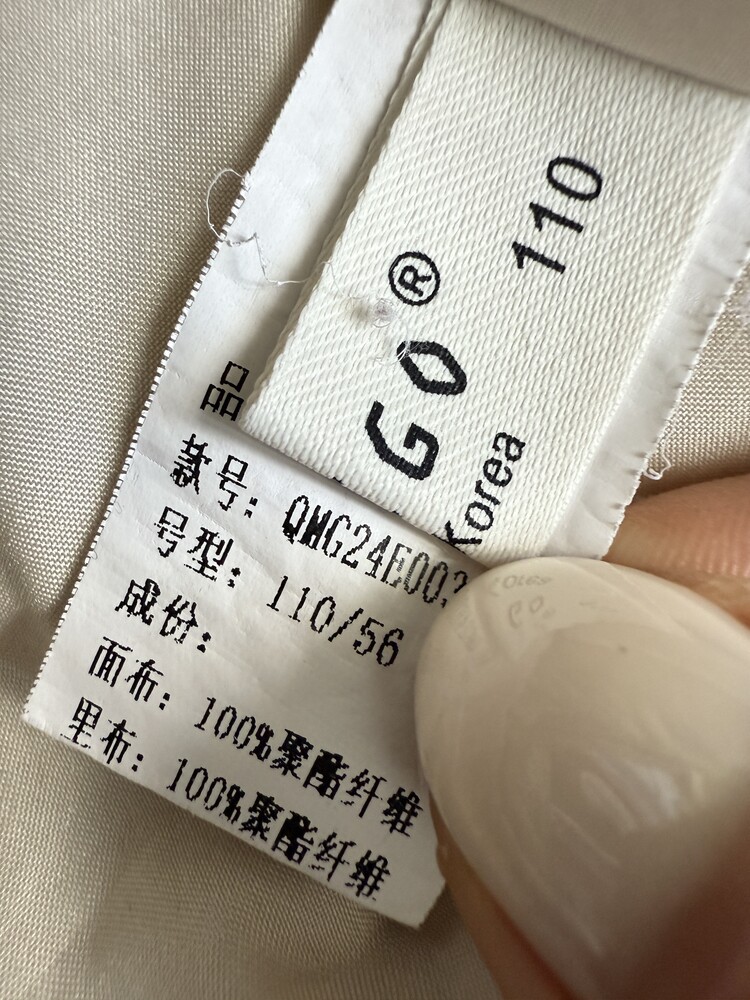 GO® 110
Korea
品
款号: QMG24E003
号型: 110/56
成份:
面布: 100%聚酯纤维
里布: 100%聚酯纤维